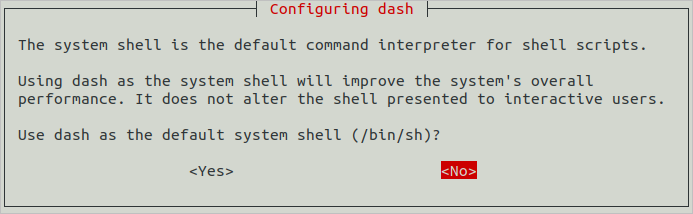 Configuring dash
The system shell is the default command interpreter for shell scripts.
Using dash as the system shell will improve the system's overall
performance. It does not alter the shell presented to interactive users.
Use dash as the default system shell (/bin/sh)?
<Yes> <No>